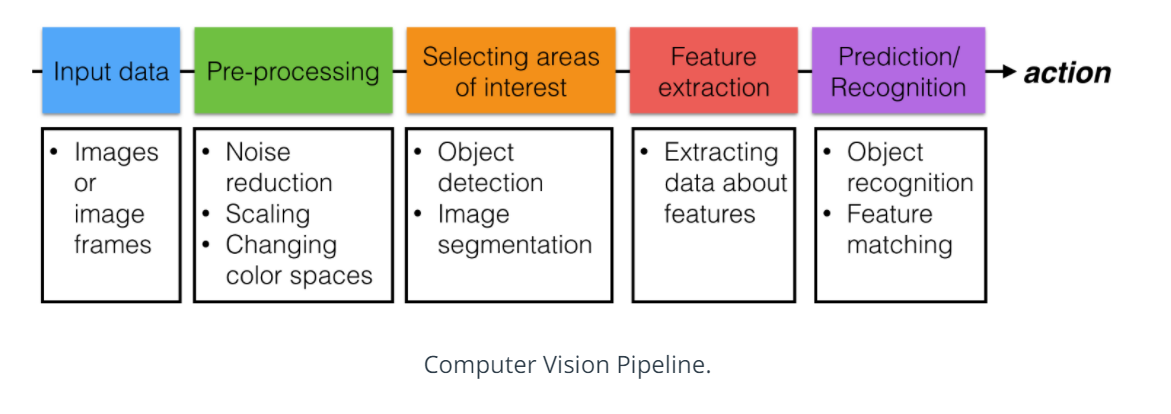 Input data
Pre-processing
Selecting areas
of interest
Feature
extraction
Prediction/
Recognition
action
• Images
or
image
frames
• Noise
reduction
• Scaling
• Changing
color spaces
• Object
detection
• Image
segmentation
• Extracting
data about
features
• Object
recognition
• Feature
matching
Computer Vision Pipeline.